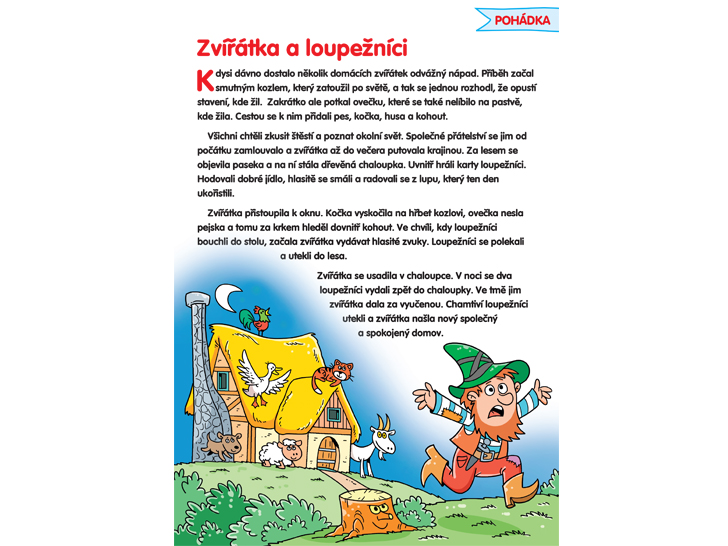 POHÁDKA
Zvířátka a loupežníci
Kdysi dávno dostalo několik domácích zvířátek odvážný nápad. Příběh začal
smutným kozlem, který zatoužil po světě, a tak se jednou rozhodl, že opustí
stavení, kde žil. Zakrátko ale potkal ovečku, které se také nelíbilo na pastvě,
kde žila. Cestou se k nim přidali pes, kočka, husa a kohout.
Všichni chtěli zkusit štěstí a poznat okolní svět. Společné přátelství se jim od
počátku zamlouvalo a zvířátka až do večera putovala krajinou. Za lesem se
objevila paseka a na ní stála dřevěná chaloupka. Uvnitř hráli karty loupežníci.
Hodovali dobré jídlo, hlasitě se smáli a radovali se z lupu, který ten den
ukořistili.
Zvířátka přistoupila k oknu. Kočka vyskočila na hřbet kozlovi, ovečka nesla
pejska a tomu za krkem hleděl dovnitř kohout. Ve chvíli, kdy loupežníci
bouchli do stolu, začala zvířátka vydávat hlasité zvuky. Loupežníci se polekali
a utekli do lesa.
Zvířátka se usadila v chaloupce. V noci se dva
loupežníci vydali zpět do chaloupky. Ve tmě jim
zvířátka dala za vyučenou. Chamtiví loupežníci
utekli a zvířátka našla nový společný
a spokojený domov.